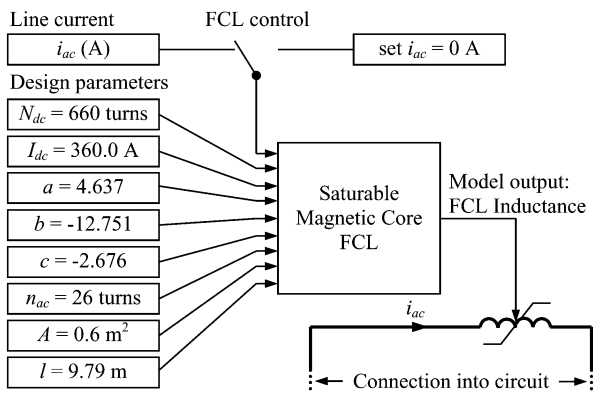 Line current
FCL control
i_ac (A)
set i_ac = 0 A
Design parameters
N_dc = 660 turns
I_dc = 360.0 A
a = 4.637
b = -12.751
c = -2.676
n_ac = 26 turns
A = 0.6 m²
l = 9.79 m
Saturable
Magnetic Core
FCL
Model output:
FCL Inductance
i_ac
Connection into circuit